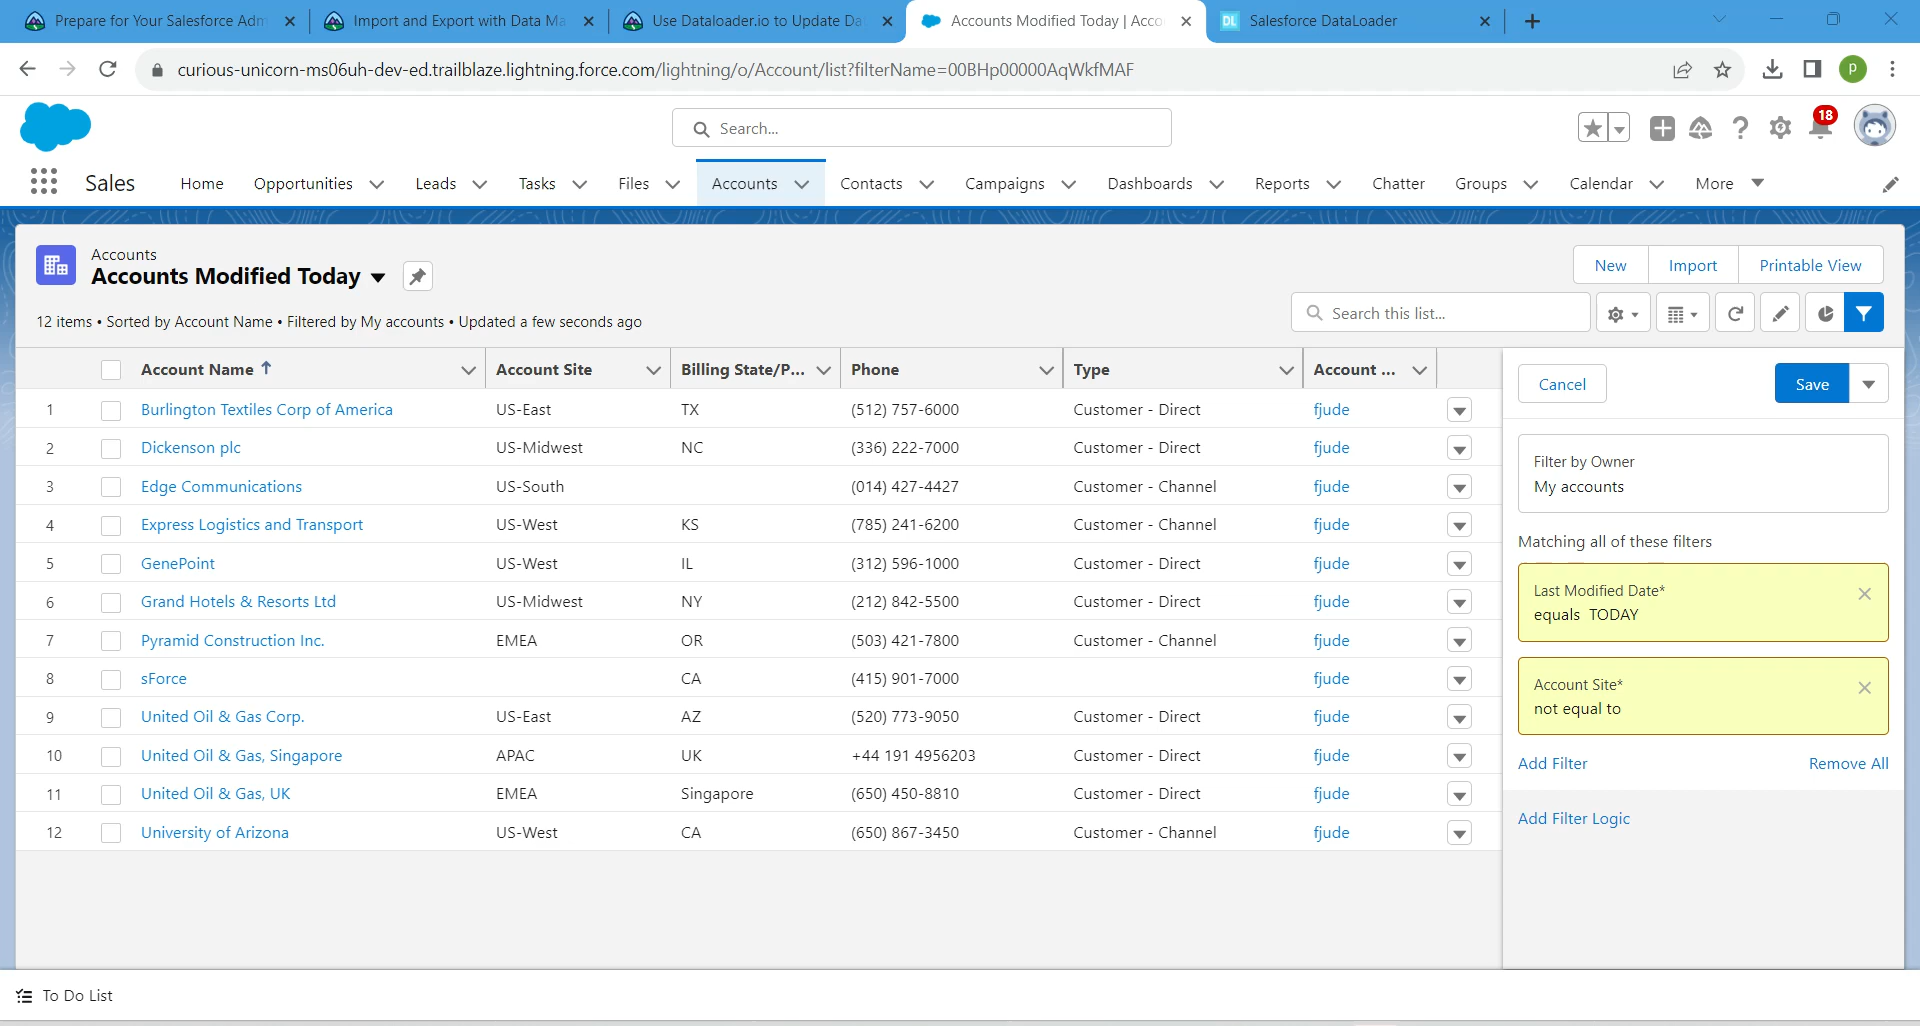 Prepare for Your Salesforce Adm
Import and Export with Data Ma
Use Dataloader.io to Update Da
Accounts Modified Today | Acco
DL Salesforce DataLoader
curious-unicorn-ms06uh-dev-ed.trailblaze.lightning.force.com/lightning/o/Account/list?filterName=00BHp00000AqWkfMAF
P
Search...
18
Sales
Home
Opportunities
Leads
Tasks
Files
Accounts
Contacts
Campaigns
Dashboards
Reports
Chatter
Groups
Calendar
More
Accounts
Accounts Modified Today
New
Import
Printable View
12 items • Sorted by Account Name • Filtered by My accounts • Updated a few seconds ago
Search this list...
Account Name Account Site Billing State/P... Phone Type Account ...
1 Burlington Textiles Corp of America US-East TX (512) 757-6000 Customer - Direct fjude
2 Dickenson plc US-Midwest NC (336) 222-7000 Customer - Direct fjude
3 Edge Communications US-South (014) 427-4427 Customer - Channel fjude
4 Express Logistics and Transport US-West KS (785) 241-6200 Customer - Channel fjude
5 GenePoint US-West IL (312) 596-1000 Customer - Direct fjude
6 Grand Hotels & Resorts Ltd US-Midwest NY (212) 842-5500 Customer - Direct fjude
7 Pyramid Construction Inc. EMEA OR (503) 421-7800 Customer - Channel fjude
8 sForce CA (415) 901-7000 fjude
9 United Oil & Gas Corp. US-East AZ (520) 773-9050 Customer - Direct fjude
10 United Oil & Gas, Singapore APAC UK +44 191 4956203 Customer - Direct fjude
11 United Oil & Gas, UK EMEA Singapore (650) 450-8810 Customer - Direct fjude
12 University of Arizona US-West CA (650) 867-3450 Customer - Channel fjude
Cancel
Save
Filter by Owner
My accounts
Matching all of these filters
Last Modified Date*
equals TODAY
Account Site*
not equal to
Add Filter
Remove All
Add Filter Logic
To Do List